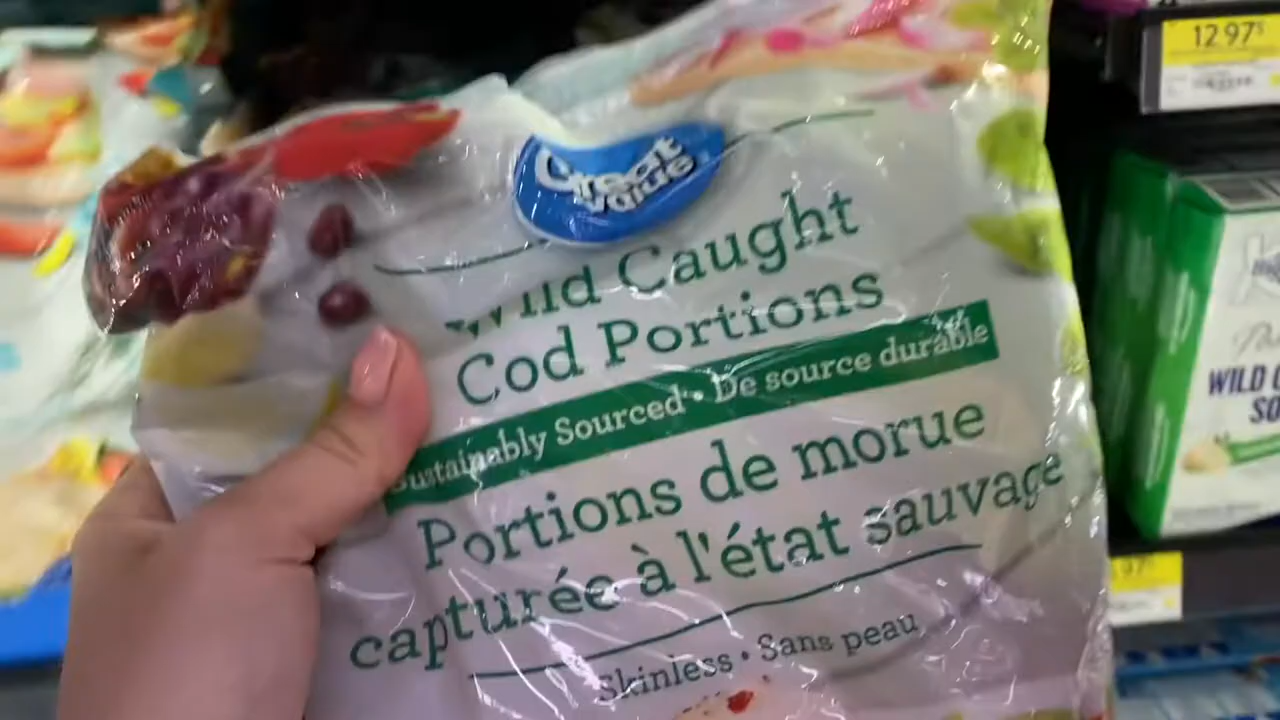 12 97
Great
Value
Wild Caught
Cod Portions
Sustainably Sourced • De source durable
Portions de morue
capturée à l'état sauvage
Skinless • Sans peau
WILD
97